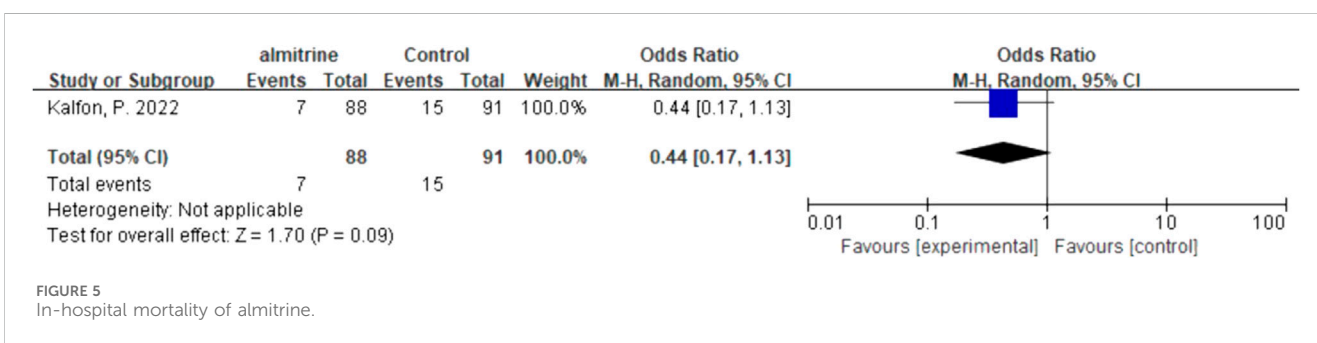 almitrine Control Odds Ratio Odds Ratio
Study or Subgroup Events Total Events Total Weight M-H, Random, 95% CI M-H, Random, 95% CI
Kalfon, P. 2022 7 88 15 91 100.0% 0.44 [0.17, 1.13]
Total (95% CI) 88 91 100.0% 0.44 [0.17, 1.13]
Total events 7 15
Heterogeneity: Not applicable
Test for overall effect: Z = 1.70 (P = 0.09)
0.01 0.1 1 10 100
Favours [experimental] Favours [control]
FIGURE 5
In-hospital mortality of almitrine.